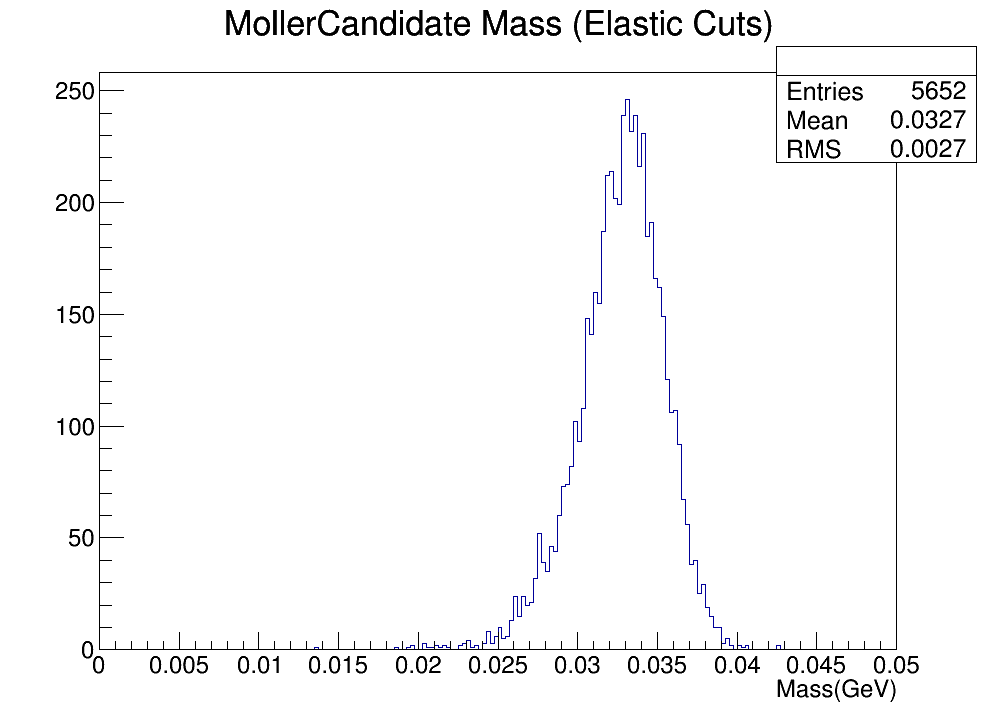 MollerCandidate Mass (Elastic Cuts)
Entries 5652
Mean 0.0327
RMS 0.0027
250
200
150
100
50
0
0 0.005 0.01 0.015 0.02 0.025 0.03 0.035 0.04 0.045 0.05
Mass(GeV)